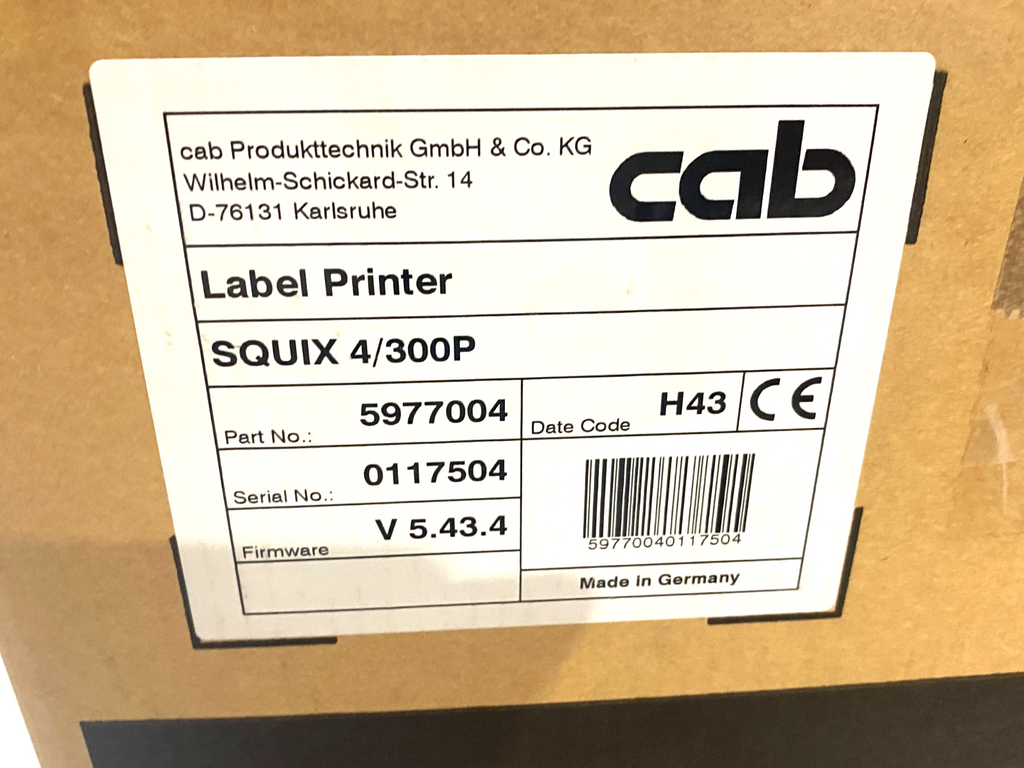 cab Produkttechnik GmbH & Co. KG
Wilhelm-Schickard-Str. 14
D-76131 Karlsruhe
cab
Label Printer
SQUIX 4/300P
Part No.: 5977004
Date Code H43 CE
Serial No.: 0117504
Firmware V 5.43.4
59770040117504
Made in Germany